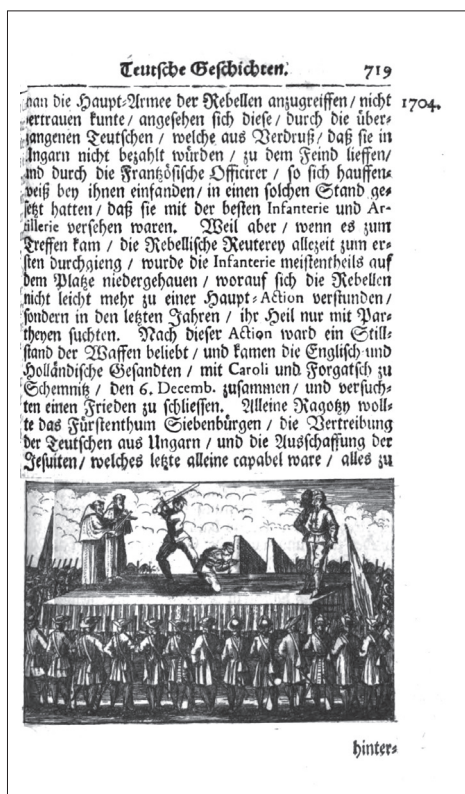 Teutsche Geschichten. 719
nan die Haupt-Armee der Rebellen anzugreiffen / nicht 1704.
ertrauen kunte / angesehen sich diese / durch die über-
gangenen Teutschen / welche aus Verdruß / daß sie in
Ungarn nicht bezahlt würden / zu dem Feind lieffen /
und durch die Frantzösische Officirer / so sich hauffen-
weiß bey ihnen einfanden / in einen solchen Stand ge-
setzt hatten / daß sie mit der besten Infanterie und Ar-
tillerie versehen waren. Weil aber / wenn es zum
Treffen kam / die Rebellische Reuterey allezeit zum er-
sten durchgieng / wurde die Infanterie meistentheils auf
dem Platze niedergehauen / worauf sich die Rebellen
nicht leicht mehr zu einer Haupt-Action verstunden /
sondern in den letzten Jahren / ihr Heil nur mit Par-
theyen suchten. Nach dieser Action ward ein Still-
stand der Waffen beliebt / und kamen die Englisch-und
Holländische Gesandten / mit Caroli und Forgatsch zu
Schemnitz / den 6. Decemb. zusammen / und versuch-
ten einen Frieden zu schliessen. Alleine Ragotzy woll-
te das Fürstenthum Siebenbürgen / die Vertreibung
der Teutschen aus Ungarn / und die Ausschaffung der
Jesuiten / welches letzte alleine capabel ware / alles zu
hinter-